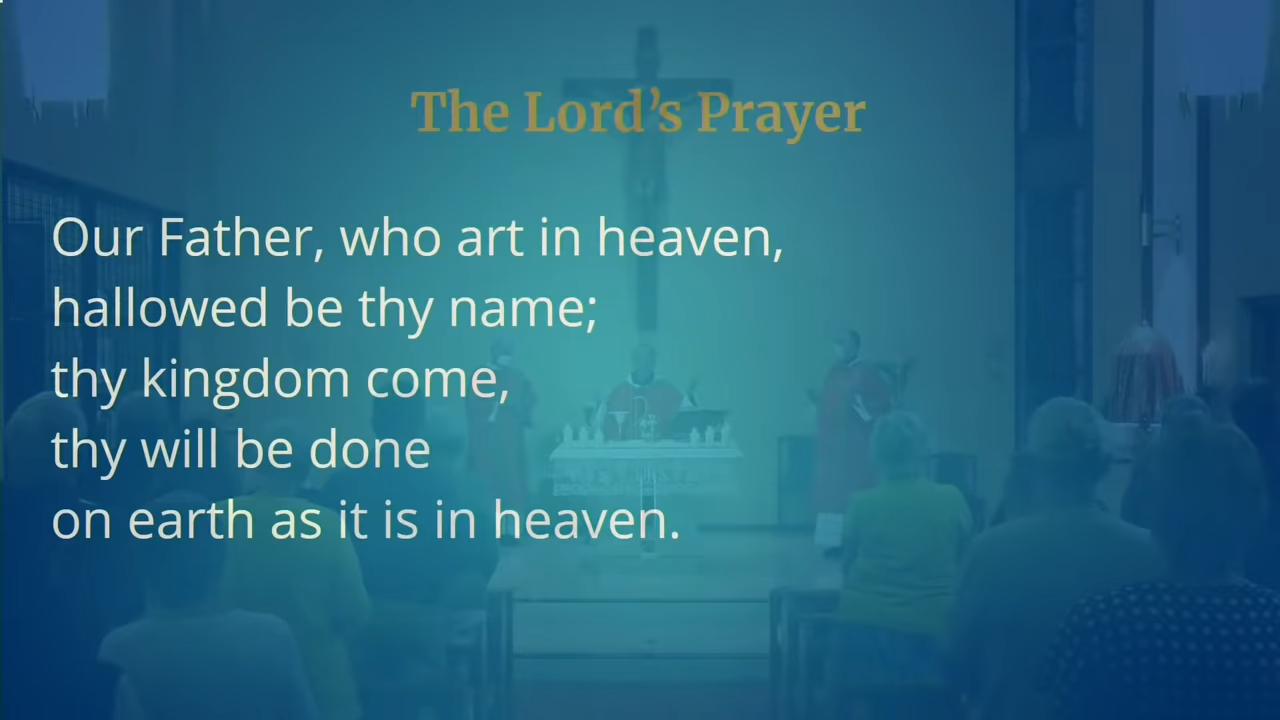 The Lord’s Prayer
Our Father, who art in heaven,
hallowed be thy name;
thy kingdom come,
thy will be done
on earth as it is in heaven.